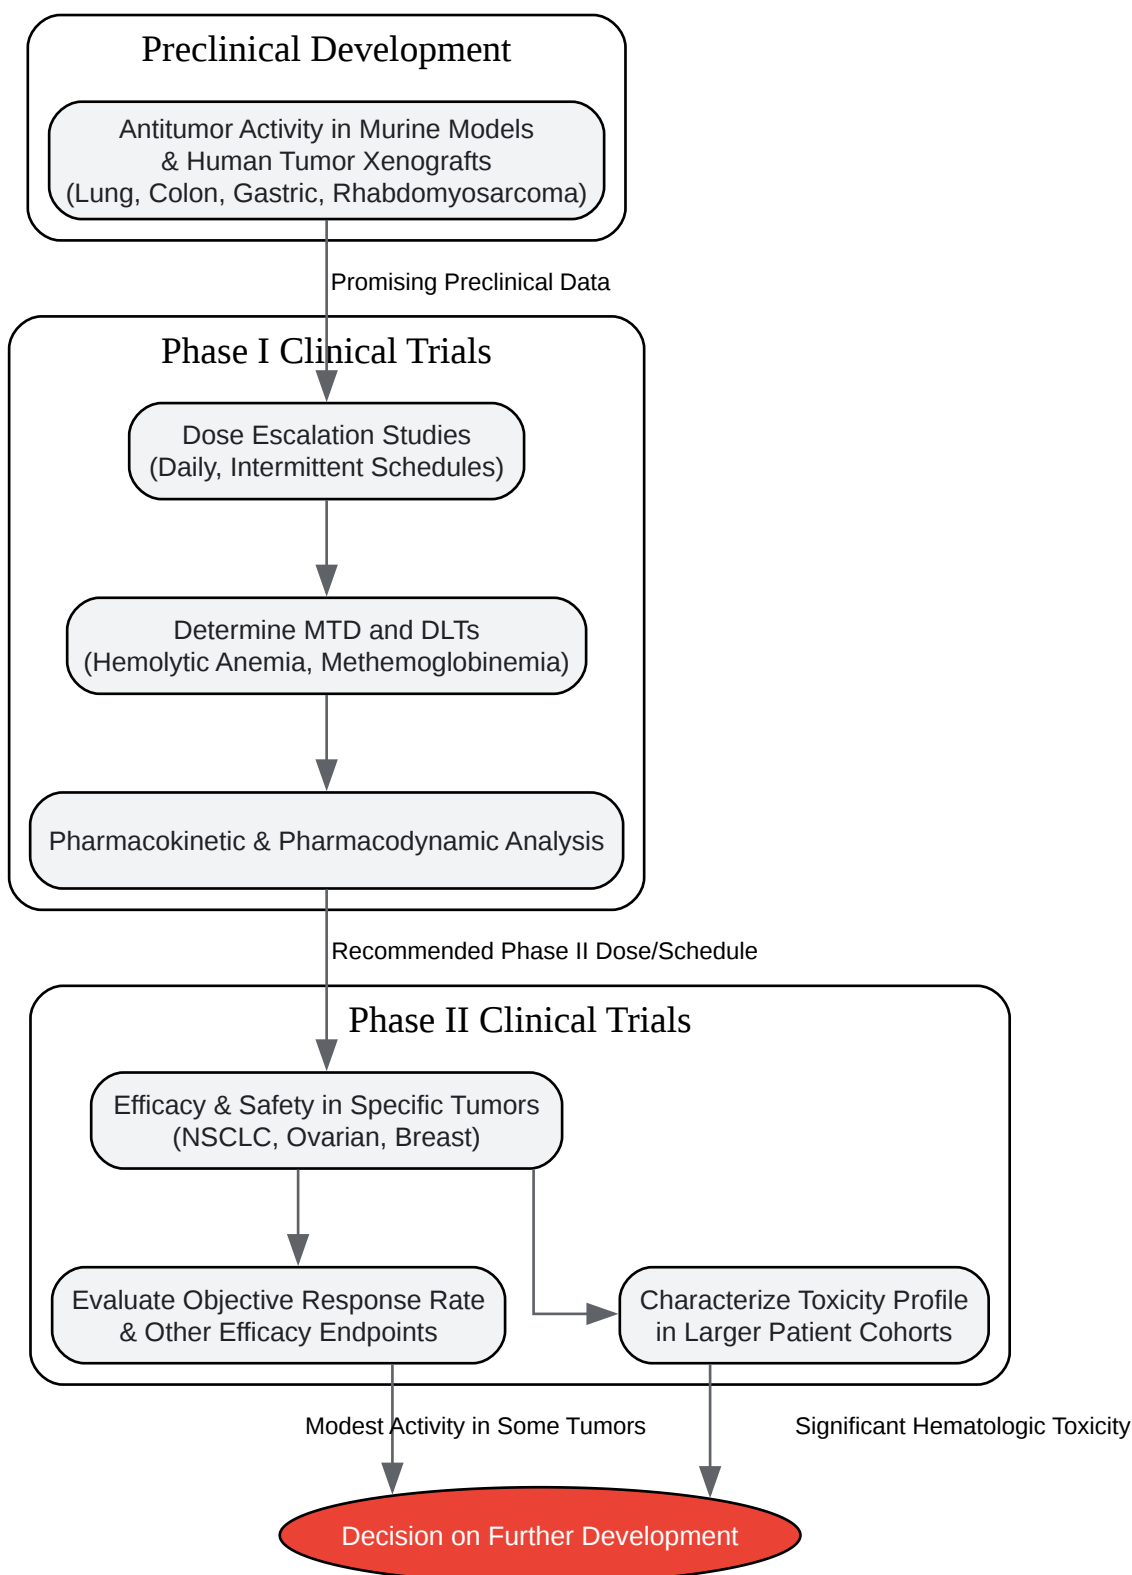 Preclinical Development
Antitumor Activity in Murine Models
& Human Tumor Xenografts
(Lung, Colon, Gastric, Rhabdomyosarcoma)
Promising Preclinical Data
Phase I Clinical Trials
Dose Escalation Studies
(Daily, Intermittent Schedules)
Determine MTD and DLTs
(Hemolytic Anemia, Methemoglobinemia)
Pharmacokinetic & Pharmacodynamic Analysis
Recommended Phase II Dose/Schedule
Phase II Clinical Trials
Efficacy & Safety in Specific Tumors
(NSCLC, Ovarian, Breast)
Evaluate Objective Response Rate
& Other Efficacy Endpoints
Characterize Toxicity Profile
in Larger Patient Cohorts
Modest Activity in Some Tumors
Significant Hematologic Toxicity
Decision on Further Development